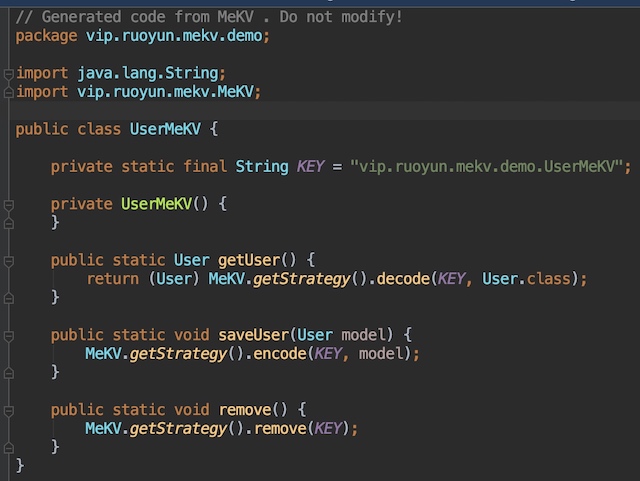 // Generated code from MeKV . Do not modify!
package vip.ruoyun.mekv.demo;
import java.lang.String;
import vip.ruoyun.mekv.MeKV;
public class UserMeKV {
private static final String KEY = "vip.ruoyun.mekv.demo.UserMeKV";
private UserMeKV() {
}
public static User getUser() {
return (User) MeKV.getStrategy().decode(KEY, User.class);
}
public static void saveUser(User model) {
MeKV.getStrategy().encode(KEY, model);
}
public static void remove() {
MeKV.getStrategy().remove(KEY);
}
}